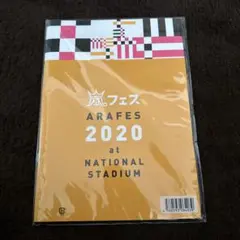 嵐フェス
ARAFES
2020
at
NATIONAL
STADIUM